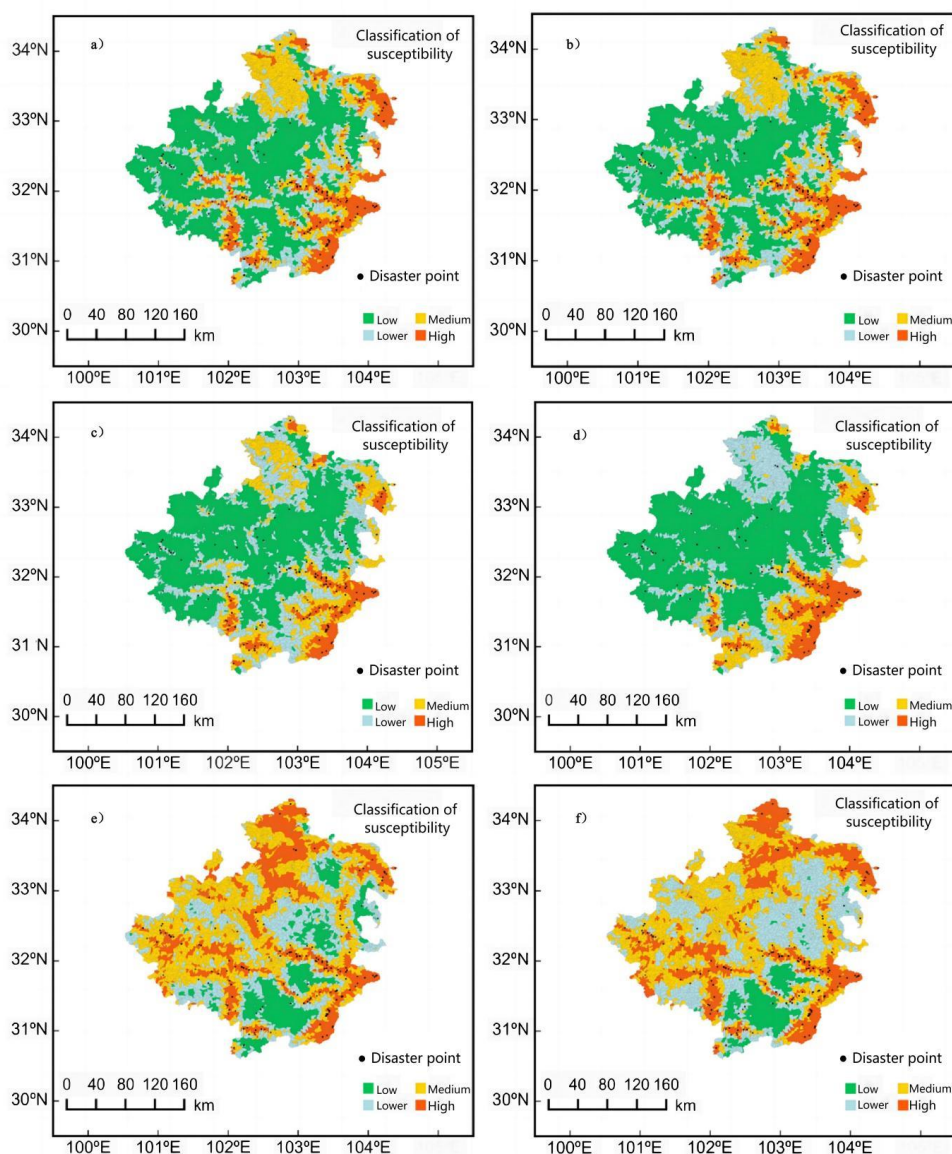 a) Classification of susceptibility
34ºN
33ºN
32ºN
31ºN
30ºN
Disaster point
0 40 80 120 160
km
Low Medium
Lower High
100ºE 101ºE 102ºE 103ºE 104ºE
b) Classification of susceptibility
Disaster point
0 40 80 120 160
km
Low Medium
Lower High
100ºE 101ºE 102ºE 103ºE 104ºE
c) Classification of susceptibility
34ºN
33ºN
32ºN
31ºN
30ºN
Disaster point
0 40 80 120 160
km
Low Medium
Lower High
100ºE 101ºE 102ºE 103ºE 104ºE 105ºE
d) Classification of susceptibility
34ºN
33ºN
32ºN
31 ºN
30ºN
Disaster point
0 40 80 120 160
km
Low Medium
Lower High
100ºE 101ºE 102ºE 103ºE 104ºE
e) Classification of susceptibility
34ºN
33ºN
32ºN
31ºN
30ºN
Disaster point
0 40 80 120 160
km
Low Medium
Lower High
100ºE 101ºE 102ºE 103ºE 104ºE
f) Classification of susceptibility
34ºN
33ºN
32ºN
31ºN
30ºN
Disaster point
0 40 80 120 160
km
Low Medium
Lower High
100ºE 101ºE 102ºE 103ºE 104ºE